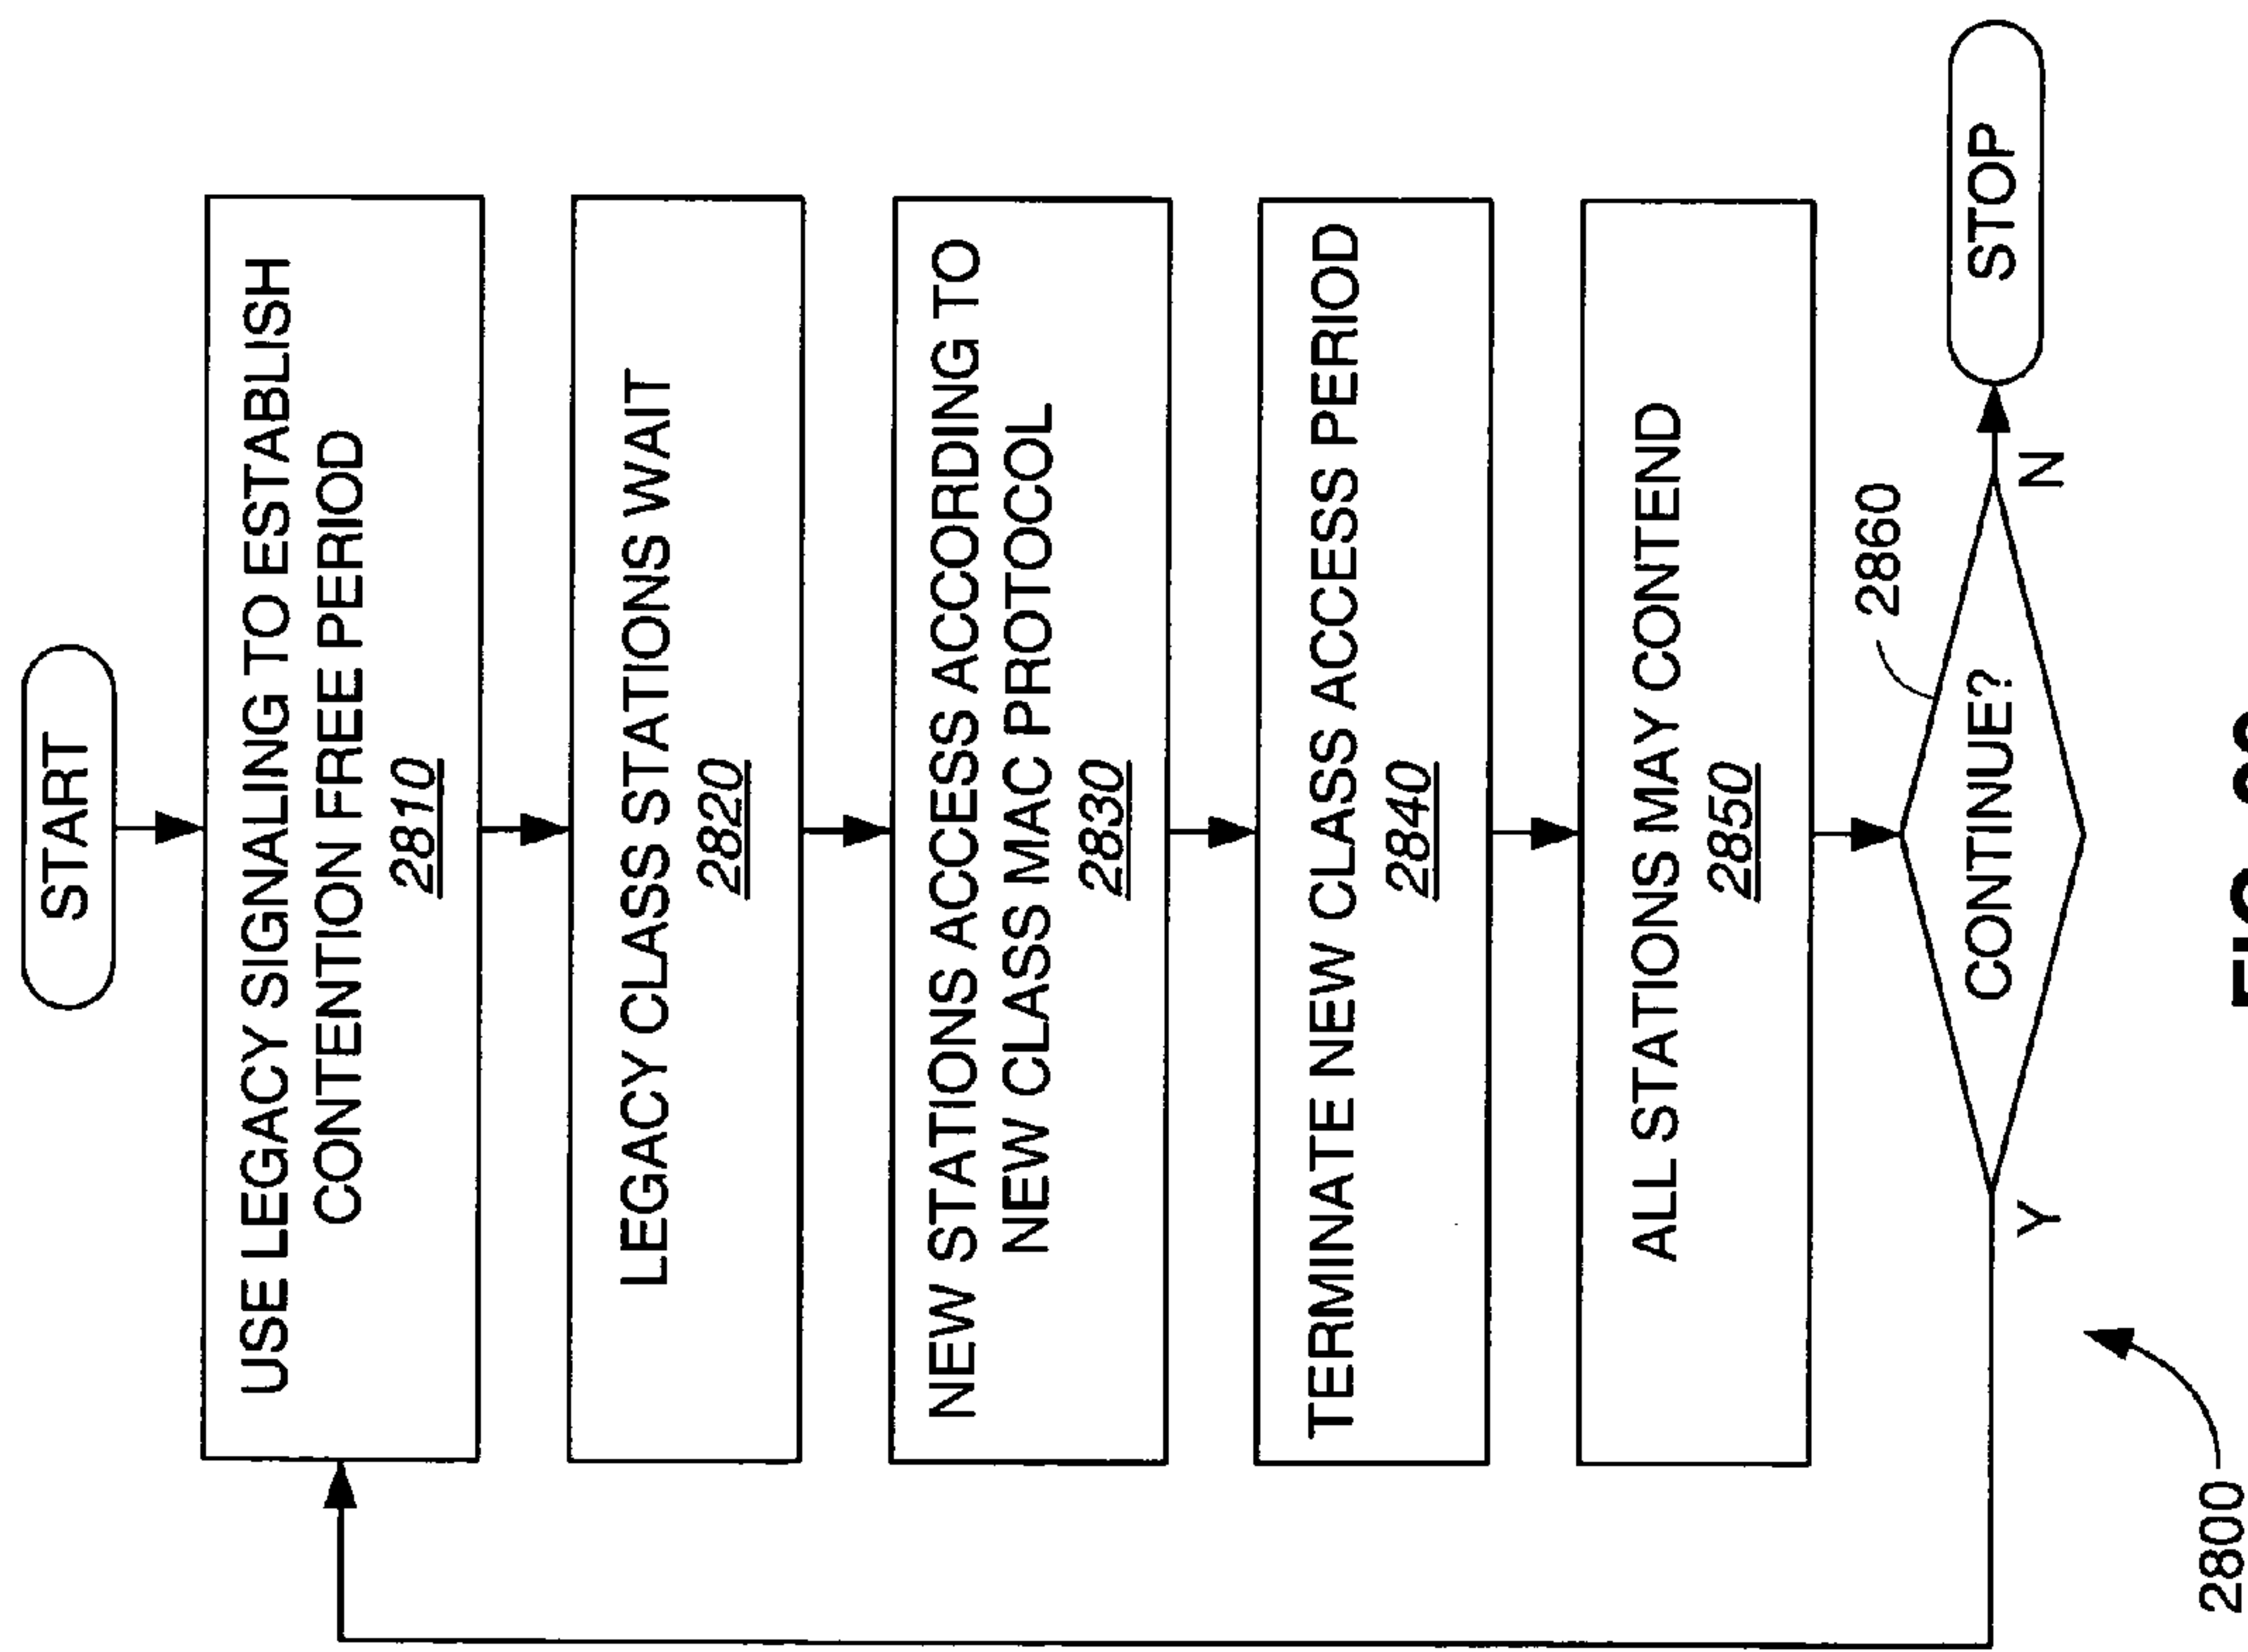 START
USE LEGACY SIGNALING TO ESTABLISH
CONTENTION FREE PERIOD
2810
LEGACY CLASS STATIONS WAIT
2820
NEW STATIONS ACCESS ACCORDING TO
NEW CLASS MAC PROTOCOL
2830
TERMINATE NEW CLASS ACCESS PERIOD
2840
ALL STATIONS MAY CONTEND
2850
2860
CONTINUE?
Y
N
STOP
2800